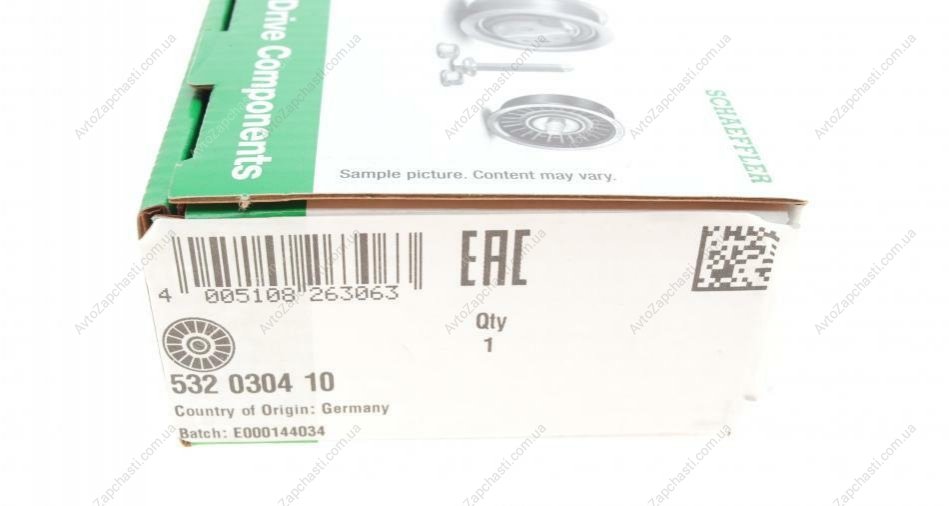 Drive Components
SCHAEFFLER
Sample picture. Content may vary.
4 005108 263063
EAC
Qty
1
532 0304 10
Country of Origin: Germany
Batch: E000144034
AvtoZapchasti.com.ua